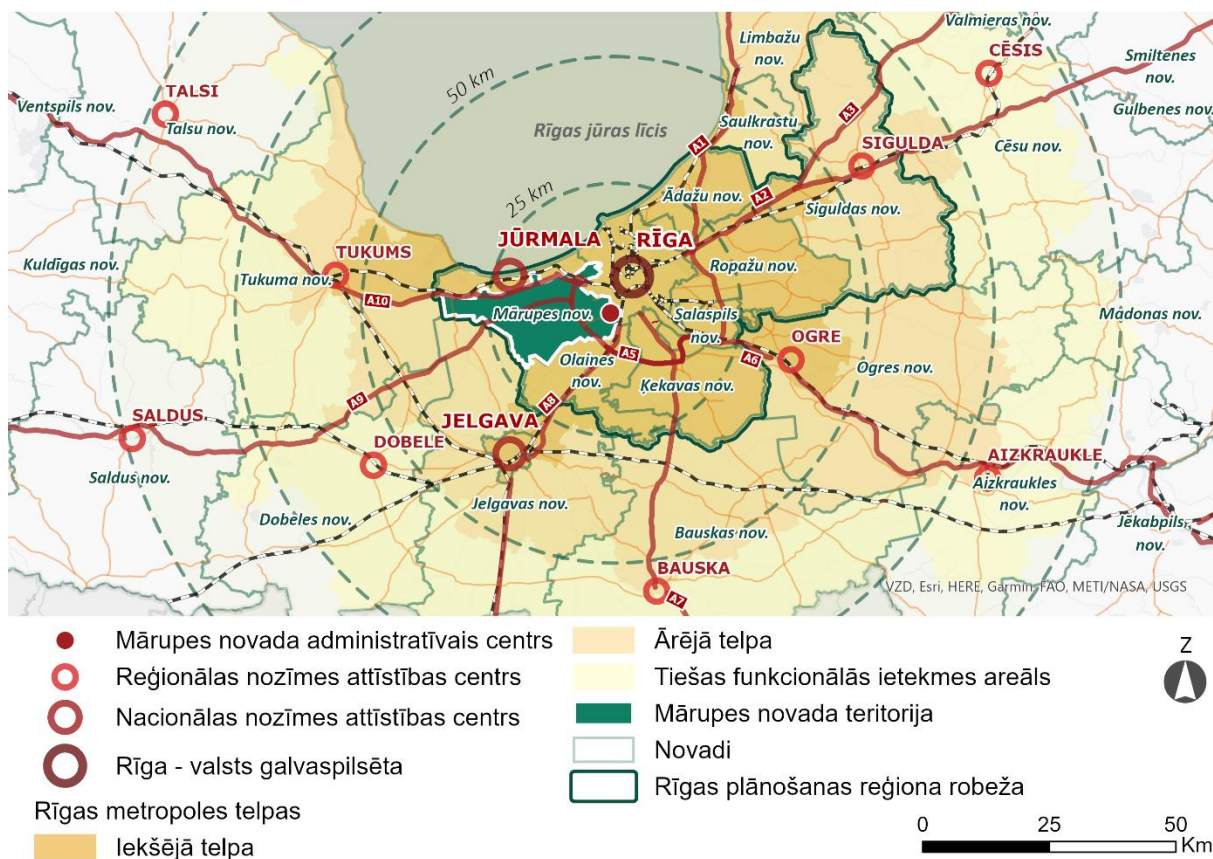 Valmieras nov.
Limbažu
nov.
CĒSIS
Smiltenes
nov.
50 km
TALSI
Ventspils nov.
Talsu nov.
Gulbenes nov.
Rīgas jūras līcis
Saulkrastu
nov.
A3
A1
SIGULDA
Cēsu nov.
25 km
Ādažu nov.
A2
Siguldas nov.
JŪRMALA
RĪGA
TUKUMS
Kuldīgas nov.
Tukuma nov.
Ropažu nov.
A10
Mārupes nov.
Salaspils
nov.
Madonas nov.
OGRE
Olaines
nov.
A5
A6
Ogres nov.
Ķekavas nov.
A9
A8
SALDUS
JELGAVA
DOBELE
AIZKRAUKLE
Saldus nov.
Aizkraukles
nov.
Jelgavas nov.
Dobeles nov.
Jēkabpils
nov.
Bauskas nov.
BAUSKA
A7
VZD, Esri, HERE, Garmin, FAO, METI/NASA, USGS
Mārupes novada administratīvais centrs
Reģionālas nozīmes attīstības centrs
Nacionālas nozīmes attīstības centrs
Rīga - valsts galvaspilsēta
Rīgas metropoles telpas
Iekšējā telpa
Ārējā telpa
Tiešas funkcionālās ietekmes areāls
Mārupes novada teritorija
Novadi
Rīgas plānošanas reģiona robeža
Z
0 25 50
Km